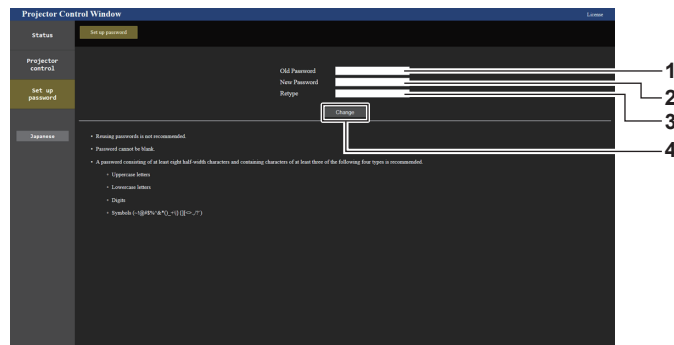 Projector Control Window
License
Status
Set up password
Projector
control
Set up
password
Japanese
Old Password
New Password
Retype
Change
1
2
3
4
• Reusing passwords is not recommended.
• Password cannot be blank.
• A password consisting of at least eight half-width characters and containing characters of at least three of the following four types is recommended.
◦ Uppercase letters
◦ Lowercase letters
◦ Digits
◦ Symbols